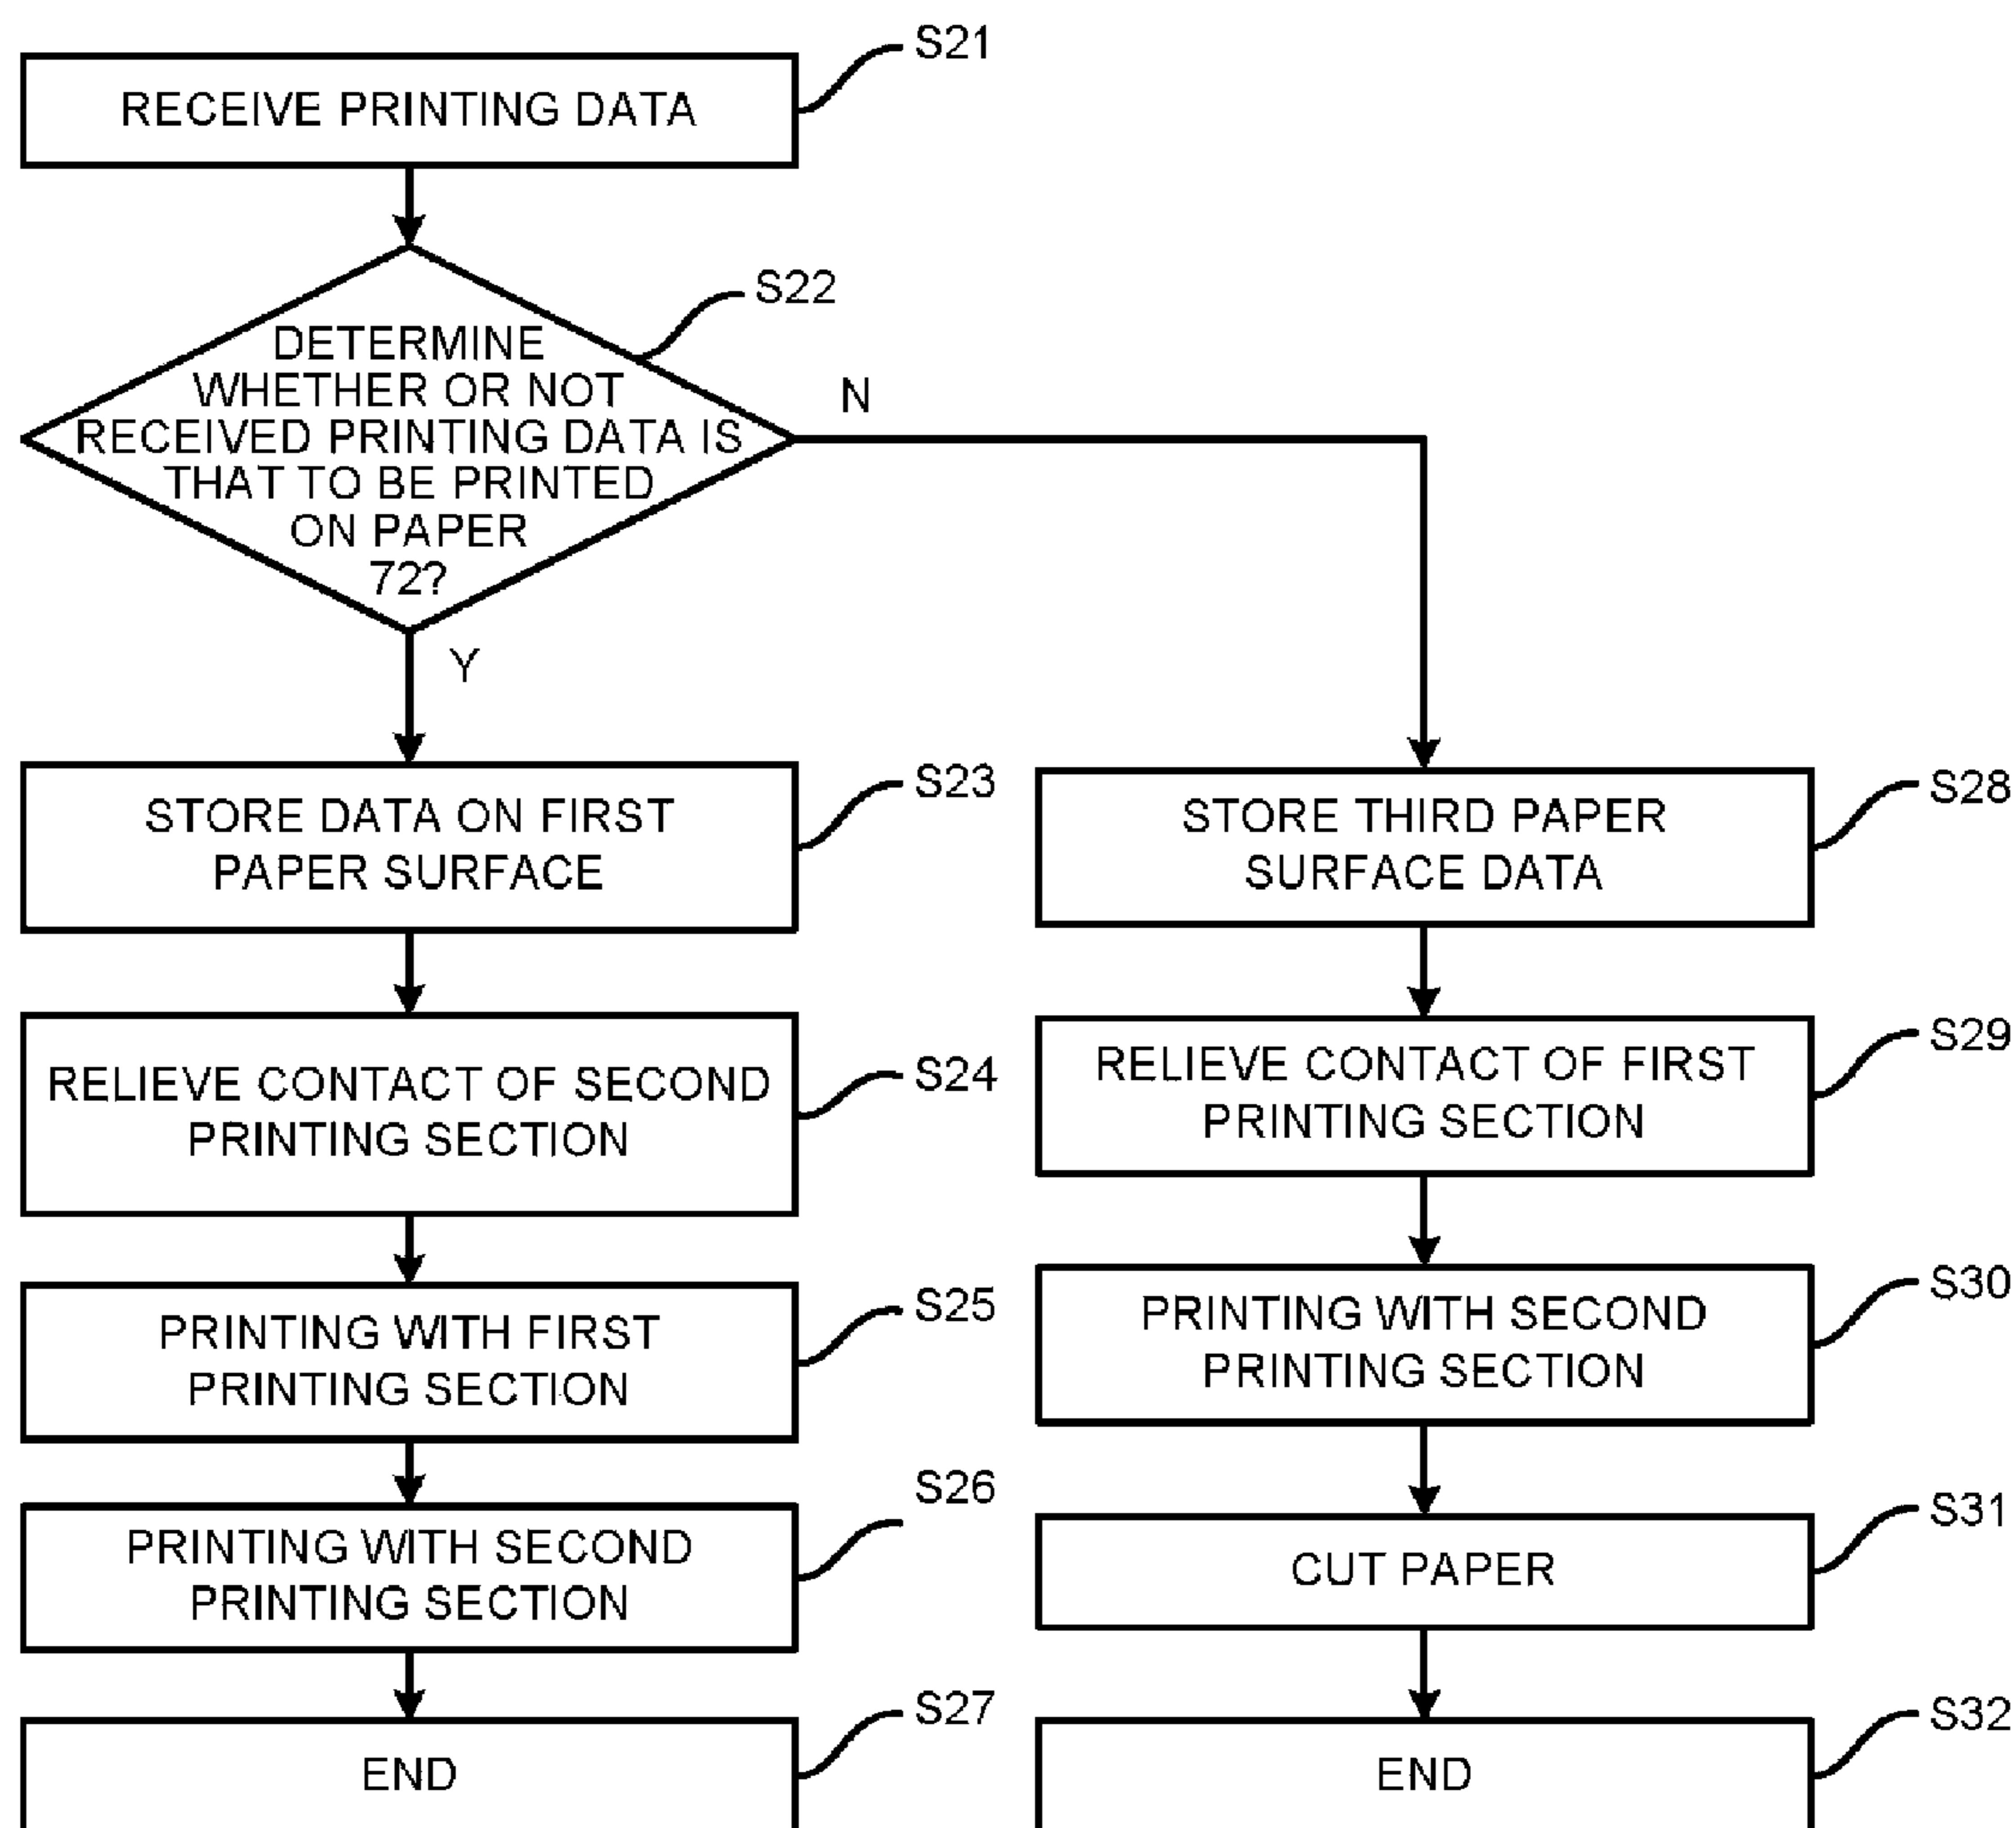 S21
RECEIVE PRINTING DATA
S22
DETERMINE
WHETHER OR NOT
RECEIVED PRINTING DATA IS
THAT TO BE PRINTED
ON PAPER
72?
N
Y
S23
STORE DATA ON FIRST
PAPER SURFACE
S24
RELIEVE CONTACT OF SECOND
PRINTING SECTION
S25
PRINTING WITH FIRST
PRINTING SECTION
S26
PRINTING WITH SECOND
PRINTING SECTION
S27
END
S28
STORE THIRD PAPER
SURFACE DATA
S29
RELIEVE CONTACT OF FIRST
PRINTING SECTION
S30
PRINTING WITH SECOND
PRINTING SECTION
S31
CUT PAPER
S32
END